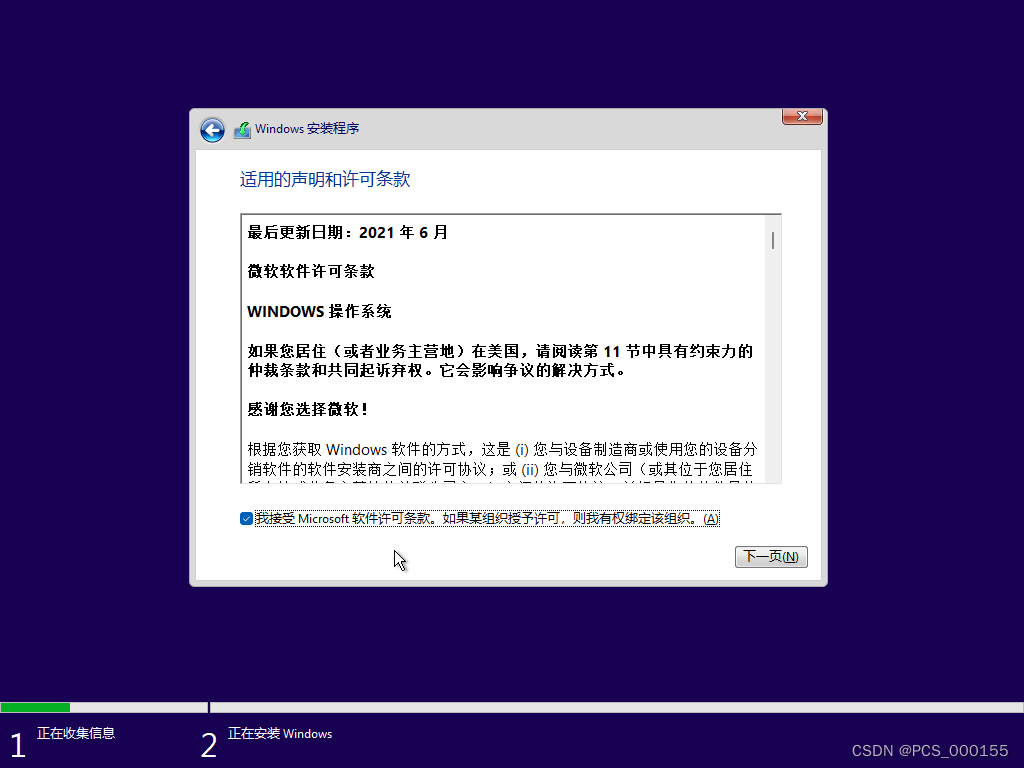 Windows 安装程序
适用的声明和许可条款
最后更新日期：2021 年 6 月
微软软件许可条款
WINDOWS 操作系统
如果您居住（或者业务主营地）在美国，请阅读第 11 节中具有约束力的
仲裁条款和共同起诉弃权。它会影响争议的解决方式。
感谢您选择微软！
根据您获取 Windows 软件的方式，这是 (i) 您与设备制造商或使用您的设备分
销软件的软件安装商之间的许可协议；或 (ii) 您与微软公司（或其位于您居住
我接受 Microsoft 软件许可条款。如果某组织授予许可，则我有权绑定该组织。(A)
下一页(N)
1 正在收集信息
2 正在安装 Windows
CSDN @PCS_000155